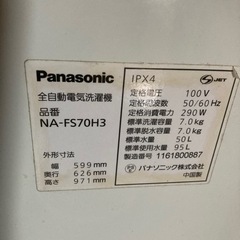 Panasonic
全自動電気洗濯機
品番
NA-FS70H3
外形寸法
幅 599mm
奥行 626mm
高さ 971mm
IPX4
JET
定格電圧 100V
定格周波数 50/60Hz
定格消費電力 290W
標準洗濯容量 7.0kg
標準脱水容量 7.0kg
標準水量 50L
標準使用水量 95L
製造番号 1161800887
パナソニック株式会社
中国製